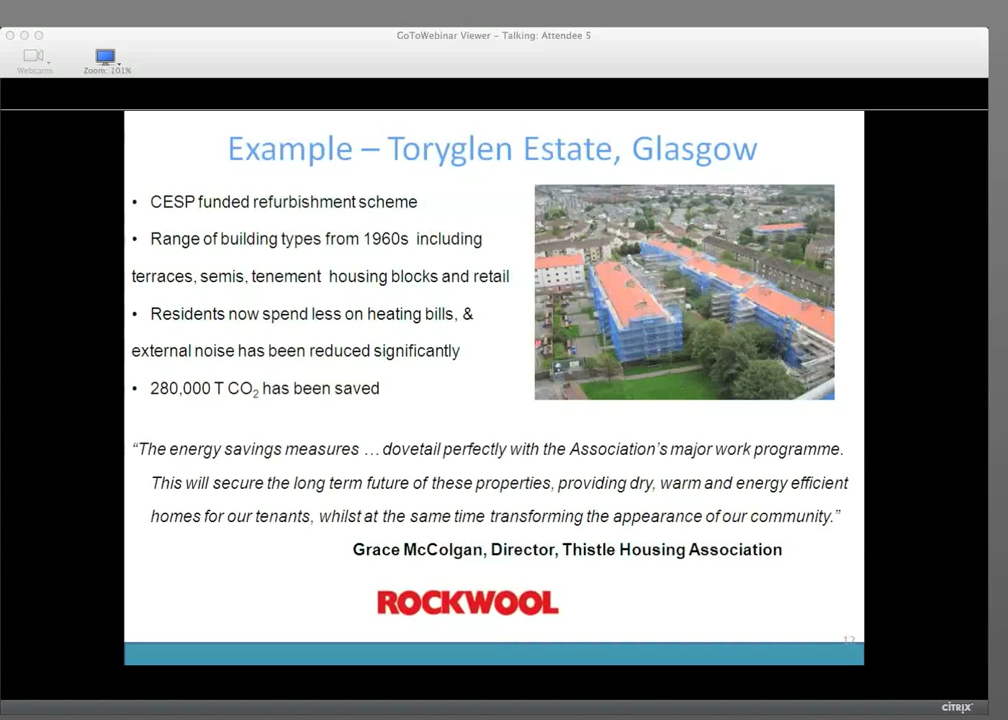 GoToWebinar Viewer - Talking: Attendee 5
Webcams
Zoom: 101%
Example – Toryglen Estate, Glasgow
• CESP funded refurbishment scheme
• Range of building types from 1960s including
terraces, semis, tenement housing blocks and retail
• Residents now spend less on heating bills, &
external noise has been reduced significantly
• 280,000 T CO₂ has been saved
“The energy savings measures … dovetail perfectly with the Association’s major work programme.
This will secure the long term future of these properties, providing dry, warm and energy efficient
homes for our tenants, whilst at the same time transforming the appearance of our community.”
Grace McColgan, Director, Thistle Housing Association
ROCKWOOL
12
CİTRIX